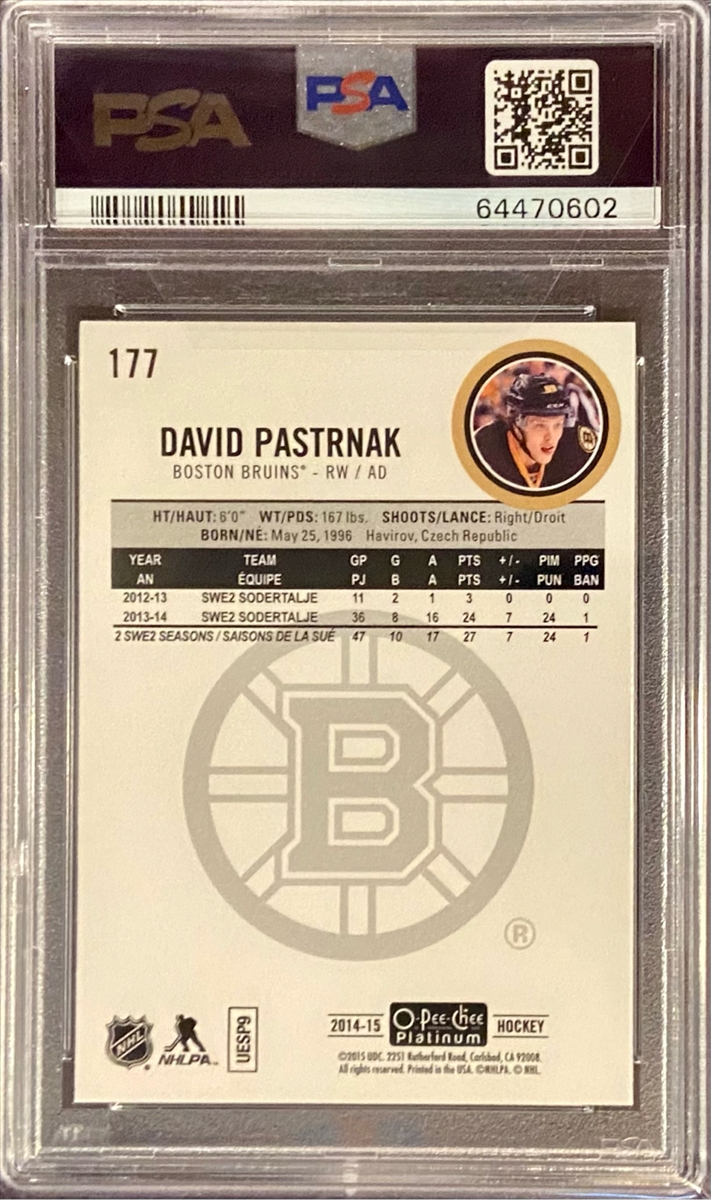 PSA PSA
64470602
177
DAVID PASTRNAK
BOSTON BRUINS® - RW / AD
HT/HAUT: 6'0" WT/PDS: 167 lbs. SHOOTS/LANCE: Right/Droit
BORN/NÉ: May 25, 1996 Havirov, Czech Republic
YEAR TEAM GP G A PTS +/- PIM PPG
AN ÉQUIPE PJ B A PTS +/- PUN BAN
2012-13 SWE2 SODERTALJE 11 2 1 3 0 0 0
2013-14 SWE2 SODERTALJE 36 8 16 24 7 24 1
2 SWE2 SEASONS / SAISONS DE LA SUÉ 47 10 17 27 7 24 1
B
®
NHL
NHLPA™
UESP9
2014-15 O-Pee-Chee Platinum HOCKEY
©2015 UDC. 2251 Rutherford Road, Carlsbad, CA 92008.
All rights reserved. Printed in the USA. ©NHLPA. © NHL.
PSA